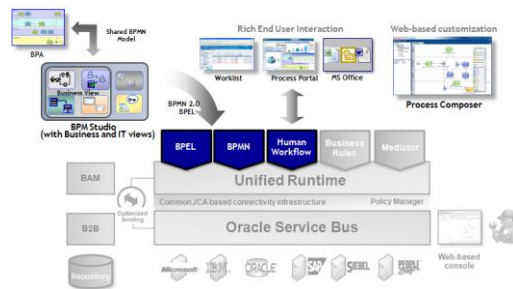 Shared BPMN
Model
BPA
Rich End User Interaction
Worklist
Process Portal
MS Office
Web-based customization
Process Composer
Business View
BPM Studio
(with Business and IT views)
BPMN 2.0
BPEL
BPEL
BPMN
Human
Workflow
Business
Rules
Mediator
BAM
Unified Runtime
Common JCA-based connectivity infrastructure
Policy Manager
Optimized
binding
B2B
Oracle Service Bus
Web-based
console
Repository
Microsoft
IBM
ORACLE
SAP
SIEBEL
PEOPLE